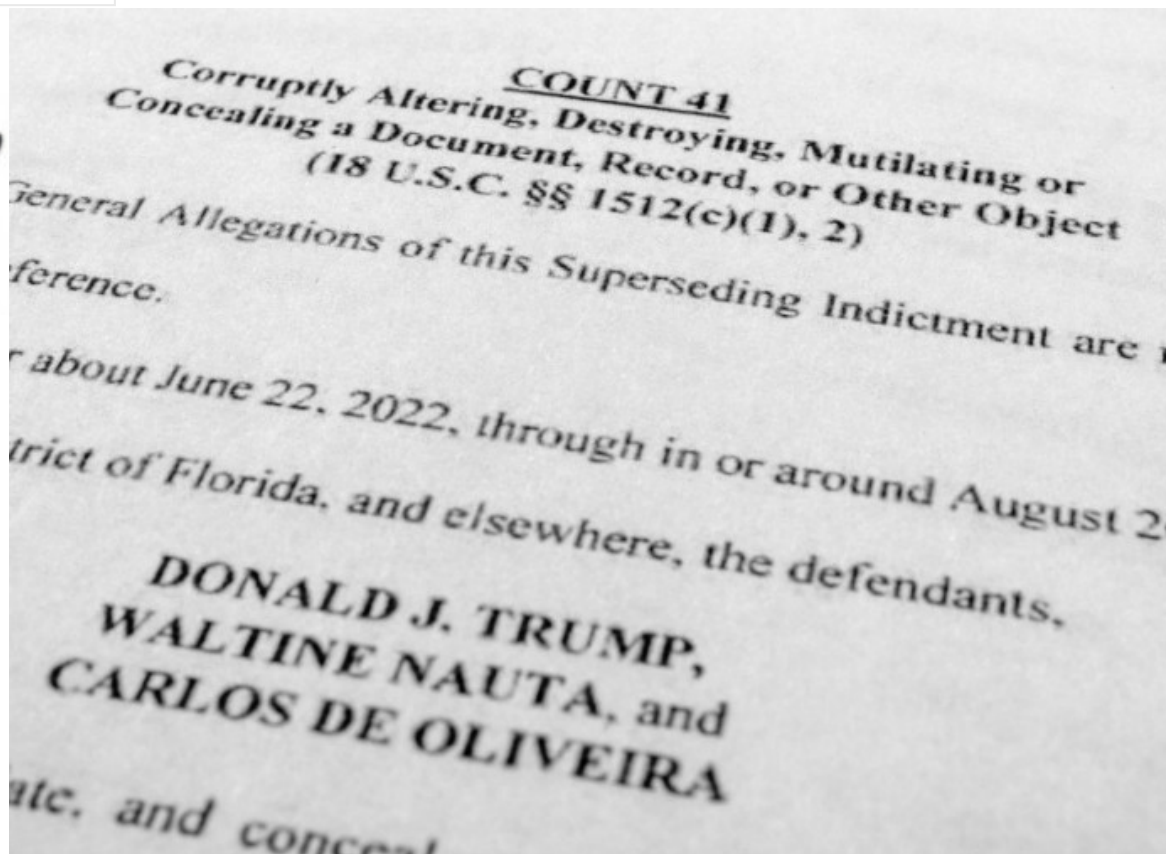 COUNT 41
Corruptly Altering, Destroying, Mutilating or
Concealing a Document, Record, or Other Object
(18 U.S.C. §§ 1512(c)(1), 2)
General Allegations of this Superseding Indictment are
ference.
about June 22, 2022, through in or around August
trict of Florida, and elsewhere, the defendants,
DONALD J. TRUMP,
WALTINE NAUTA, and
CARLOS DE OLIVEIRA
ate, and conceal